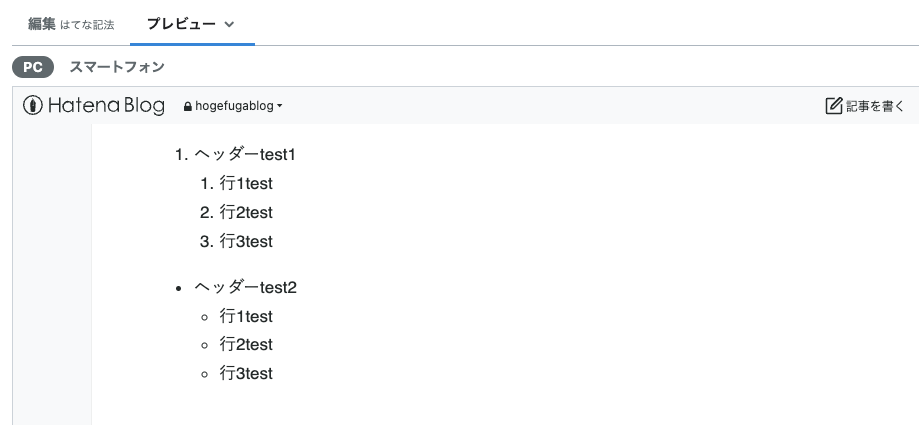 編集 はてな記法 プレビュー
PC スマートフォン
Hatena Blog hogefugablog 記事を書く
1. ヘッダーtest1
1. 行1test
2. 行2test
3. 行3test
• ヘッダーtest2
◦ 行1test
◦ 行2test
◦ 行3test